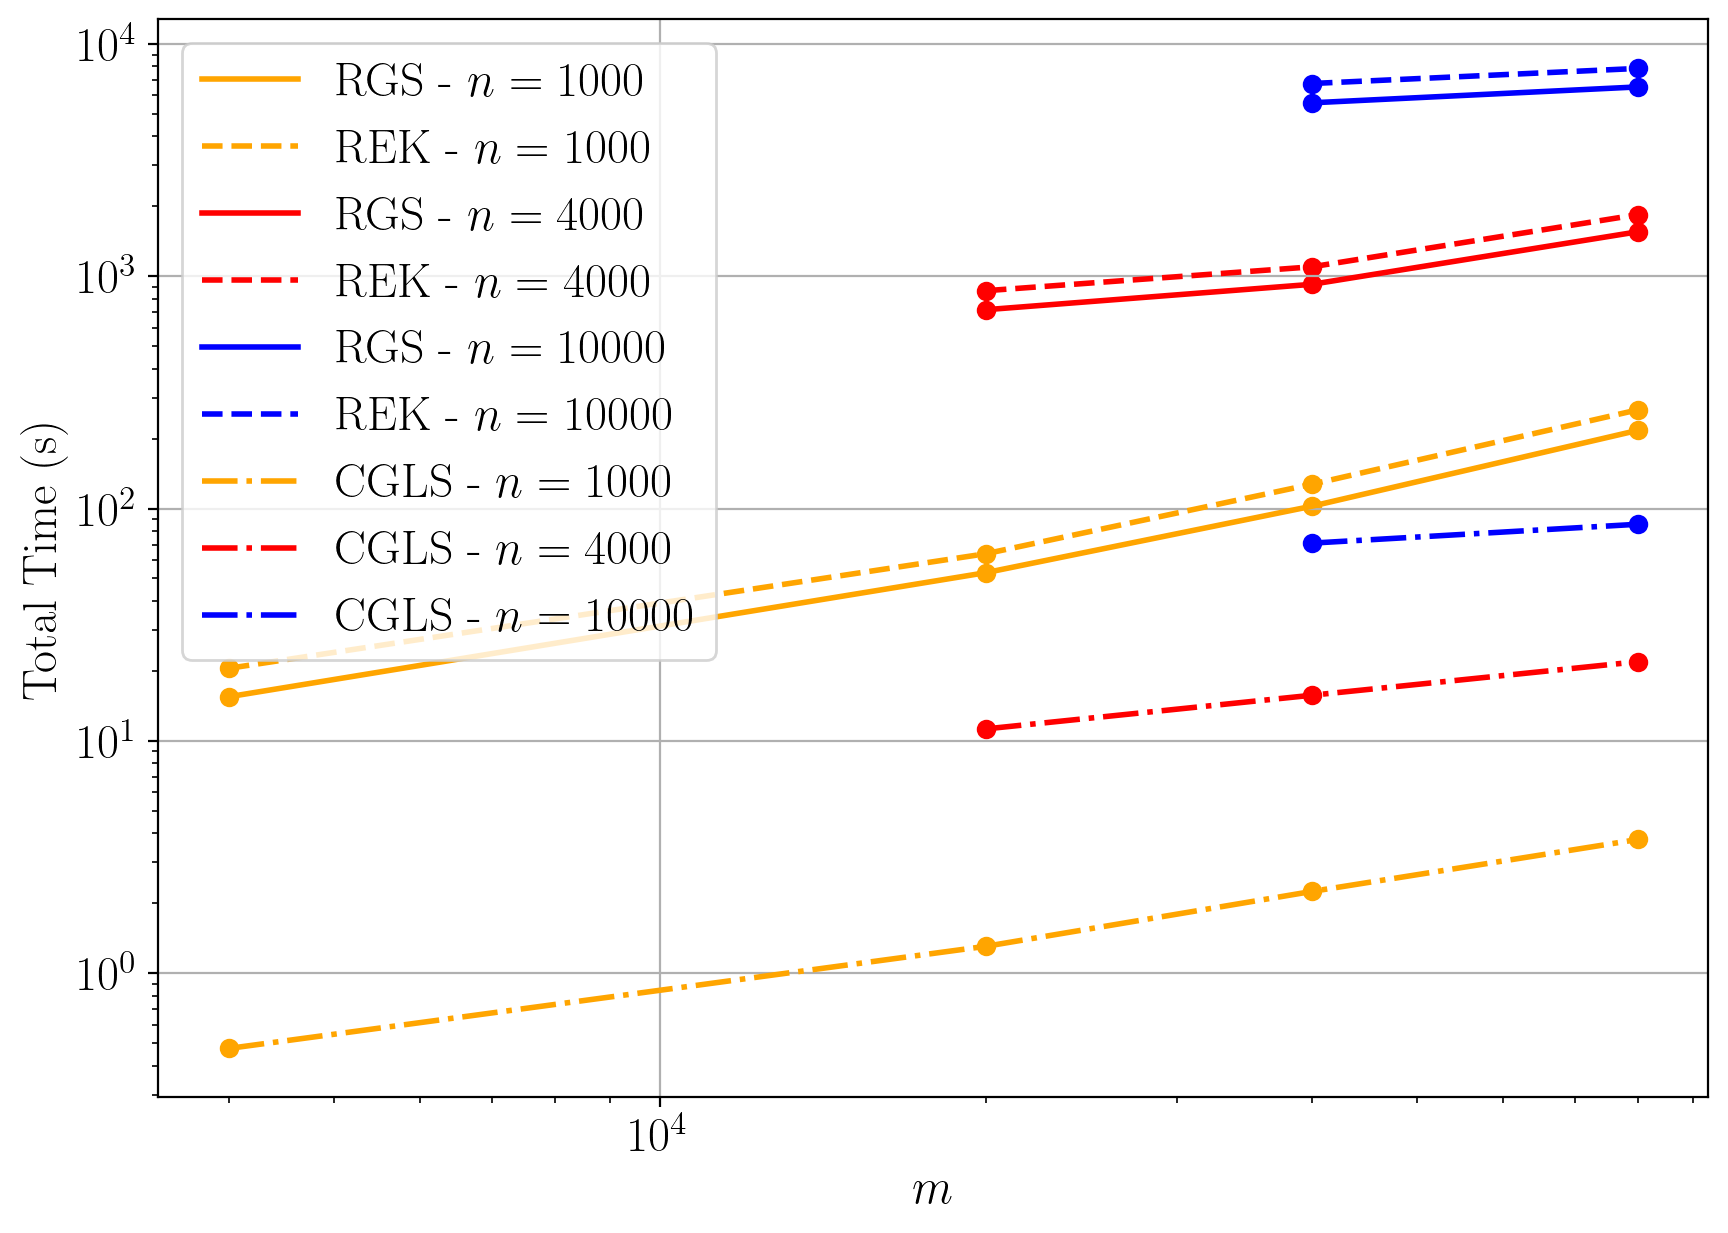 10^4
10^3
10^2
10^1
10^0
Total Time (s)
RGS - n = 1000
REK - n = 1000
RGS - n = 4000
REK - n = 4000
RGS - n = 10000
REK - n = 10000
CGLS - n = 1000
CGLS - n = 4000
CGLS - n = 10000
10^4
m